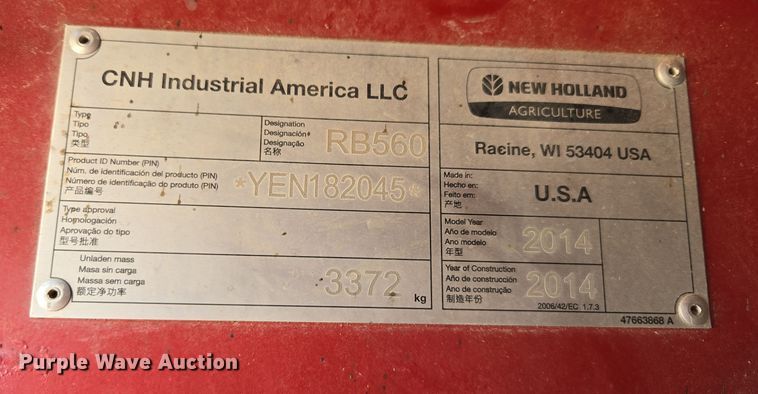 CNH Industrial America LLC
Type
Tipo
Tipo
类型
Designation
Designación
Designação
名称
RB560
Product ID Number (PIN)
Núm. de identificación del producto (PIN)
Número de identificação do produto (PIN)
产品编号
*YEN182045*
Type approval
Homologación
Aprovação do tipo
型号批准
Unladen mass
Masa sin carga
Massa sem carga
额定净功率
3372
kg
NEW HOLLAND
AGRICULTURE
Racine, WI 53404 USA
Made in:
Hecho en:
Feito em:
产地
U.S.A
Model Year
Año de modelo
Ano modelo
年型
2014
Year of Construction
Año de construcción
Ano de construção
制造年份
2014
2006/42/EC 1.7.3
47663868 A
Purple Wave Auction